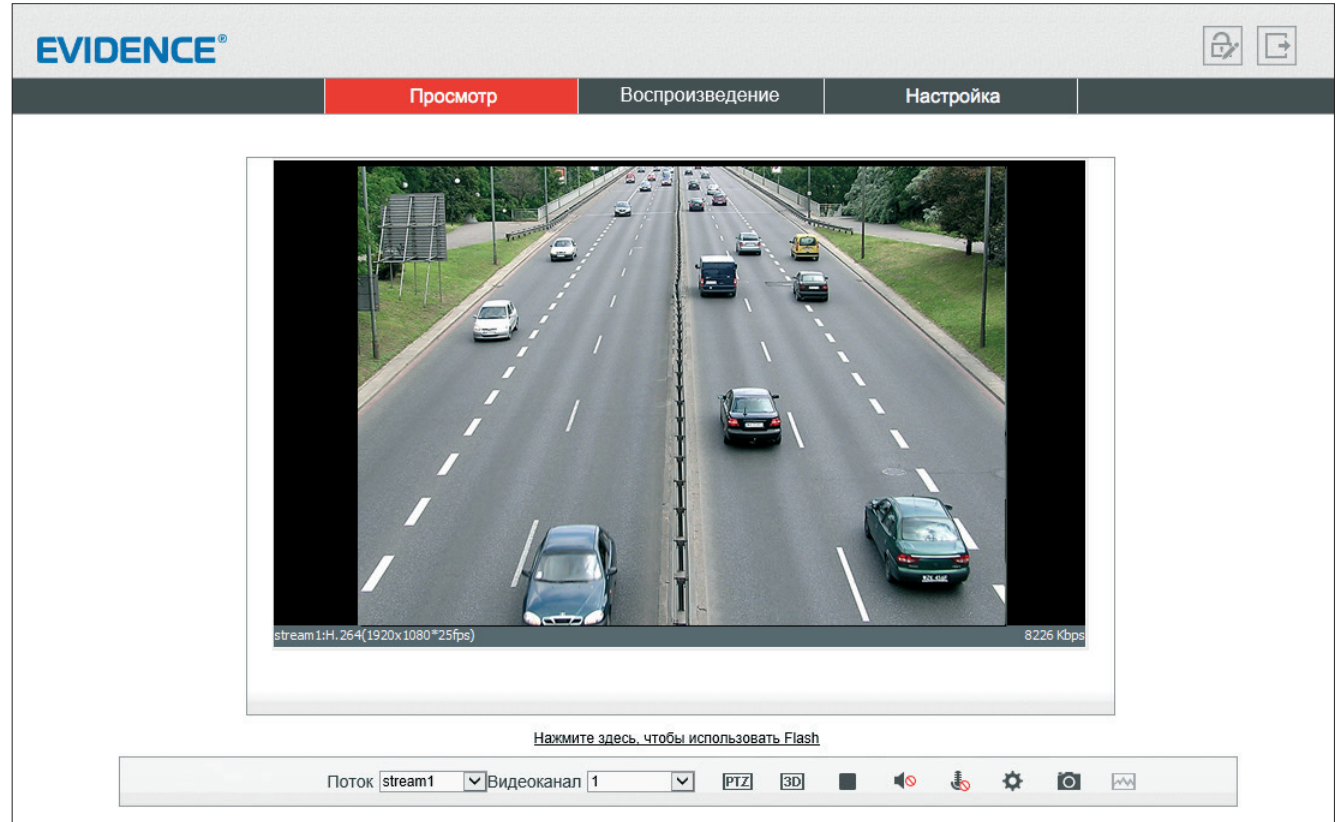 EVIDENCE®
Просмотр Воспроизведение Настройка
stream1:H.264(1920x1080*25fps) 8226 Kbps
Нажмите здесь, чтобы использовать Flash
Поток stream1 Видеоканал 1 PTZ 3D